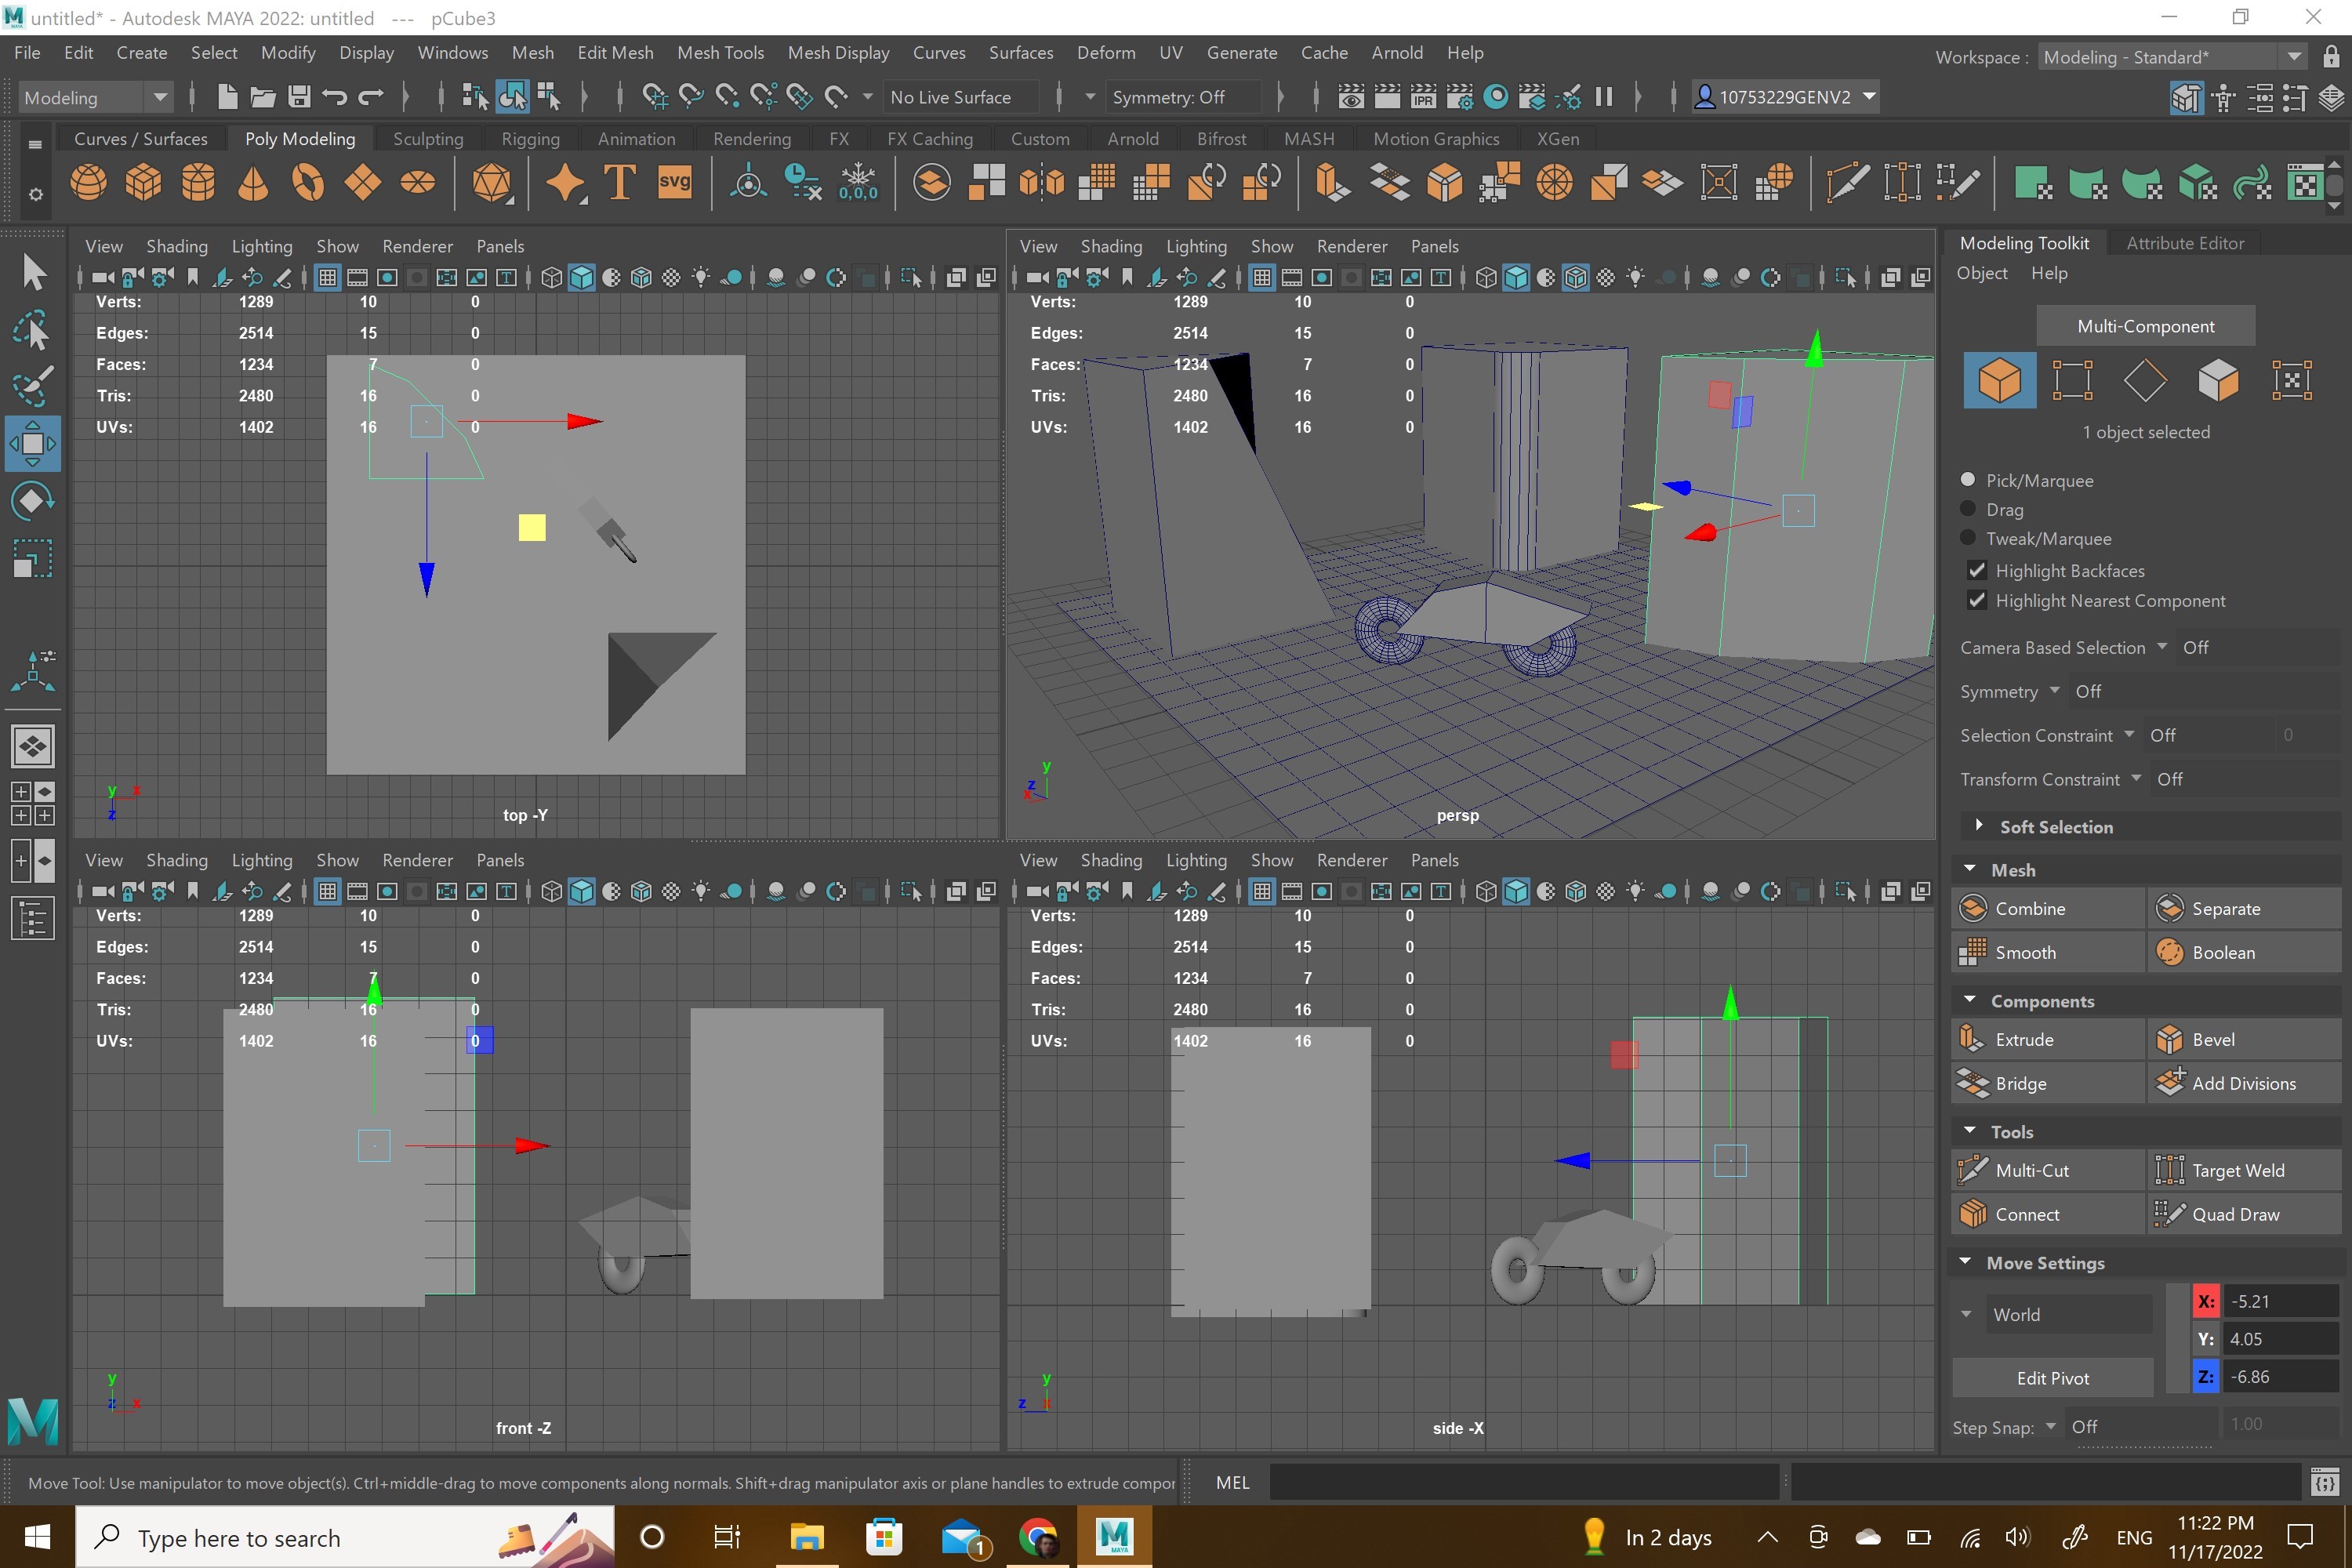 untitled* - Autodesk MAYA 2022: untitled --- pCube3
File Edit Create Select Modify Display Windows Mesh Edit Mesh Mesh Tools Mesh Display Curves Surfaces Deform UV Generate Cache Arnold Help
Workspace : Modeling - Standard*
Modeling No Live Surface Symmetry: Off IPR 10753229GENV2
Curves / Surfaces Poly Modeling Sculpting Rigging Animation Rendering FX FX Caching Custom Arnold Bifrost MASH Motion Graphics XGen
T svg 0,0,0
View Shading Lighting Show Renderer Panels
Verts: 1289 10 0
Edges: 2514 15 0
Faces: 1234 7 0
Tris: 2480 16 0
UVs: 1402 16 0
y x
z
top -Y
View Shading Lighting Show Renderer Panels
Verts: 1289 10 0
Edges: 2514 15 0
Faces: 1234 7 0
Tris: 2480 16 0
UVs: 1402 16 0
y
z
x
persp
View Shading Lighting Show Renderer Panels
Verts: 1289 10 0
Edges: 2514 15 0
Faces: 1234 7 0
Tris: 2480 16 0
UVs: 1402 16 0
y
z x
front -Z
View Shading Lighting Show Renderer Panels
Verts: 1289 10 0
Edges: 2514 15 0
Faces: 1234 7 0
Tris: 2480 16 0
UVs: 1402 16 0
y
z x
side -X
Modeling Toolkit Attribute Editor
Object Help
Multi-Component
1 object selected
Pick/Marquee
Drag
Tweak/Marquee
Highlight Backfaces
Highlight Nearest Component
Camera Based Selection Off
Symmetry Off
Selection Constraint Off 0
Transform Constraint Off
Soft Selection
Mesh
Combine Separate
Smooth Boolean
Components
Extrude Bevel
Bridge Add Divisions
Tools
Multi-Cut Target Weld
Connect Quad Draw
Move Settings
World
X: -5.21
Y: 4.05
Edit Pivot
Z: -6.86
Step Snap: Off 1.00
Move Tool: Use manipulator to move object(s). Ctrl+middle-drag to move components along normals. Shift+drag manipulator axis or plane handles to extrude compor
MEL
Type here to search
1
M
MAYA
In 2 days
ENG
11:22 PM
11/17/2022